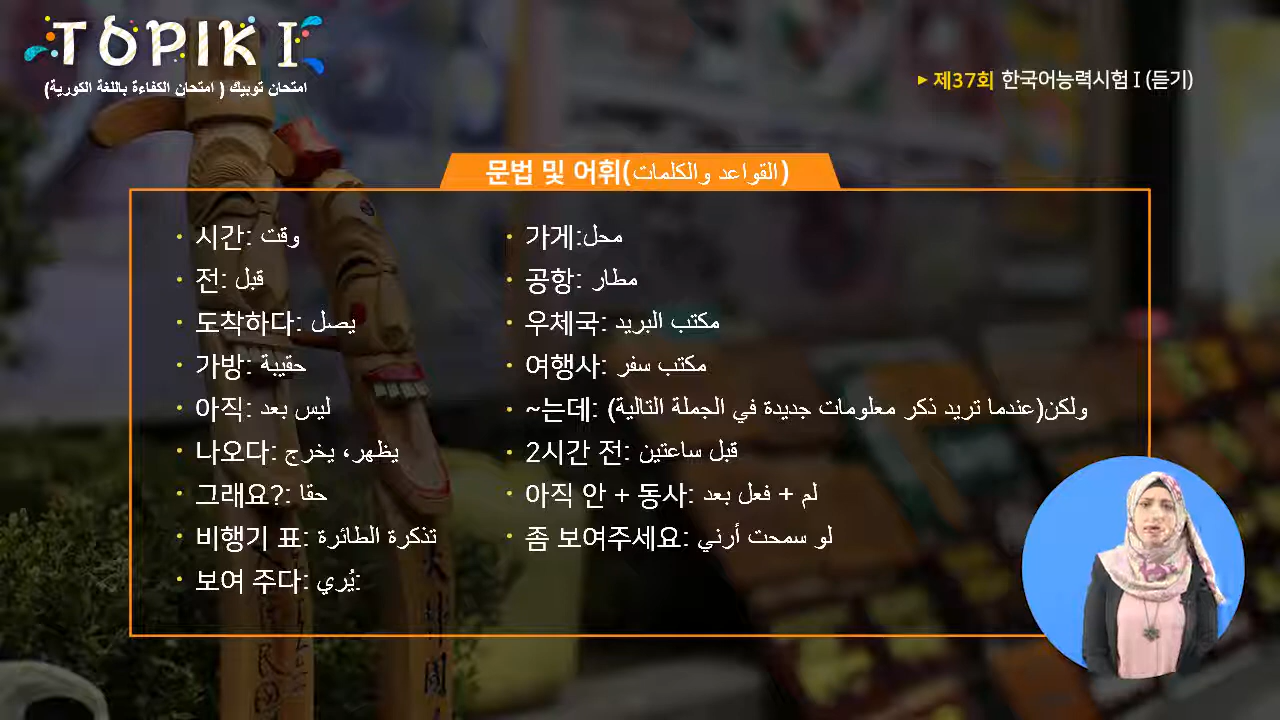 TOPIK I
امتحان توبيك ( امتحان الكفاءة باللغة الكورية)
▶ 제37회 한국어능력시험 I (듣기)
문법 및 어휘(القواعد والكلمات)
· 시간: وقت
· 전: قبل
· 도착하다: يصل
· 가방: حقيبة
· 아직: ليس بعد
· 나오다: يظهر، يخرج
· 그래요?: حقا
· 비행기 표: تذكرة الطائرة
· 보여 주다: يُري:
· 가게:محل
· 공항: مطار
· 우체국: مكتب البريد
· 여행사: مكتب سفر
· ~는데: ولكن(عندما تريد ذكر معلومات جديدة في الجملة التالية)
· 2시간 전: قبل ساعتين
· 아직 안 + 동사: لم + فعل بعد
· 좀 보여주세요: لو سمحت أرني